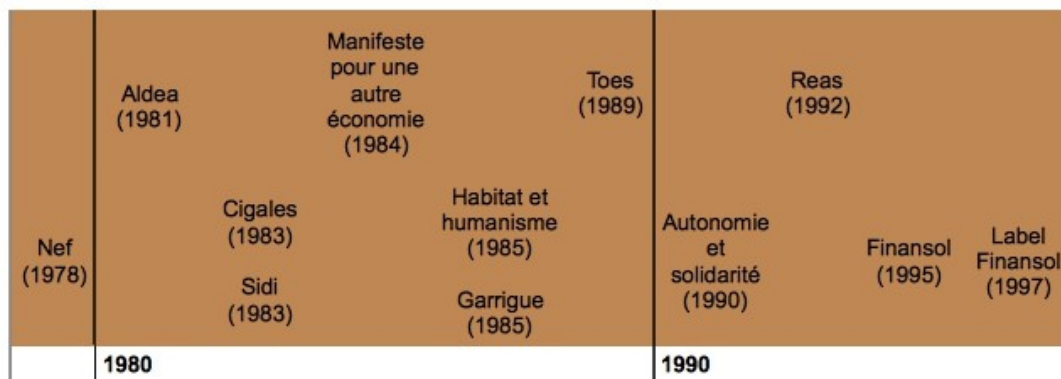 Nef
(1978)
Aldea
(1981)
Cigales
(1983)
Sidi
(1983)
Manifeste
pour une
autre
économie
(1984)
Habitat et
humanisme
(1985)
Garrigue
(1985)
Toes
(1989)
Autonomie
et
solidarité
(1990)
Reas
(1992)
Finansol
(1995)
Label
Finansol
(1997)
1980
1990